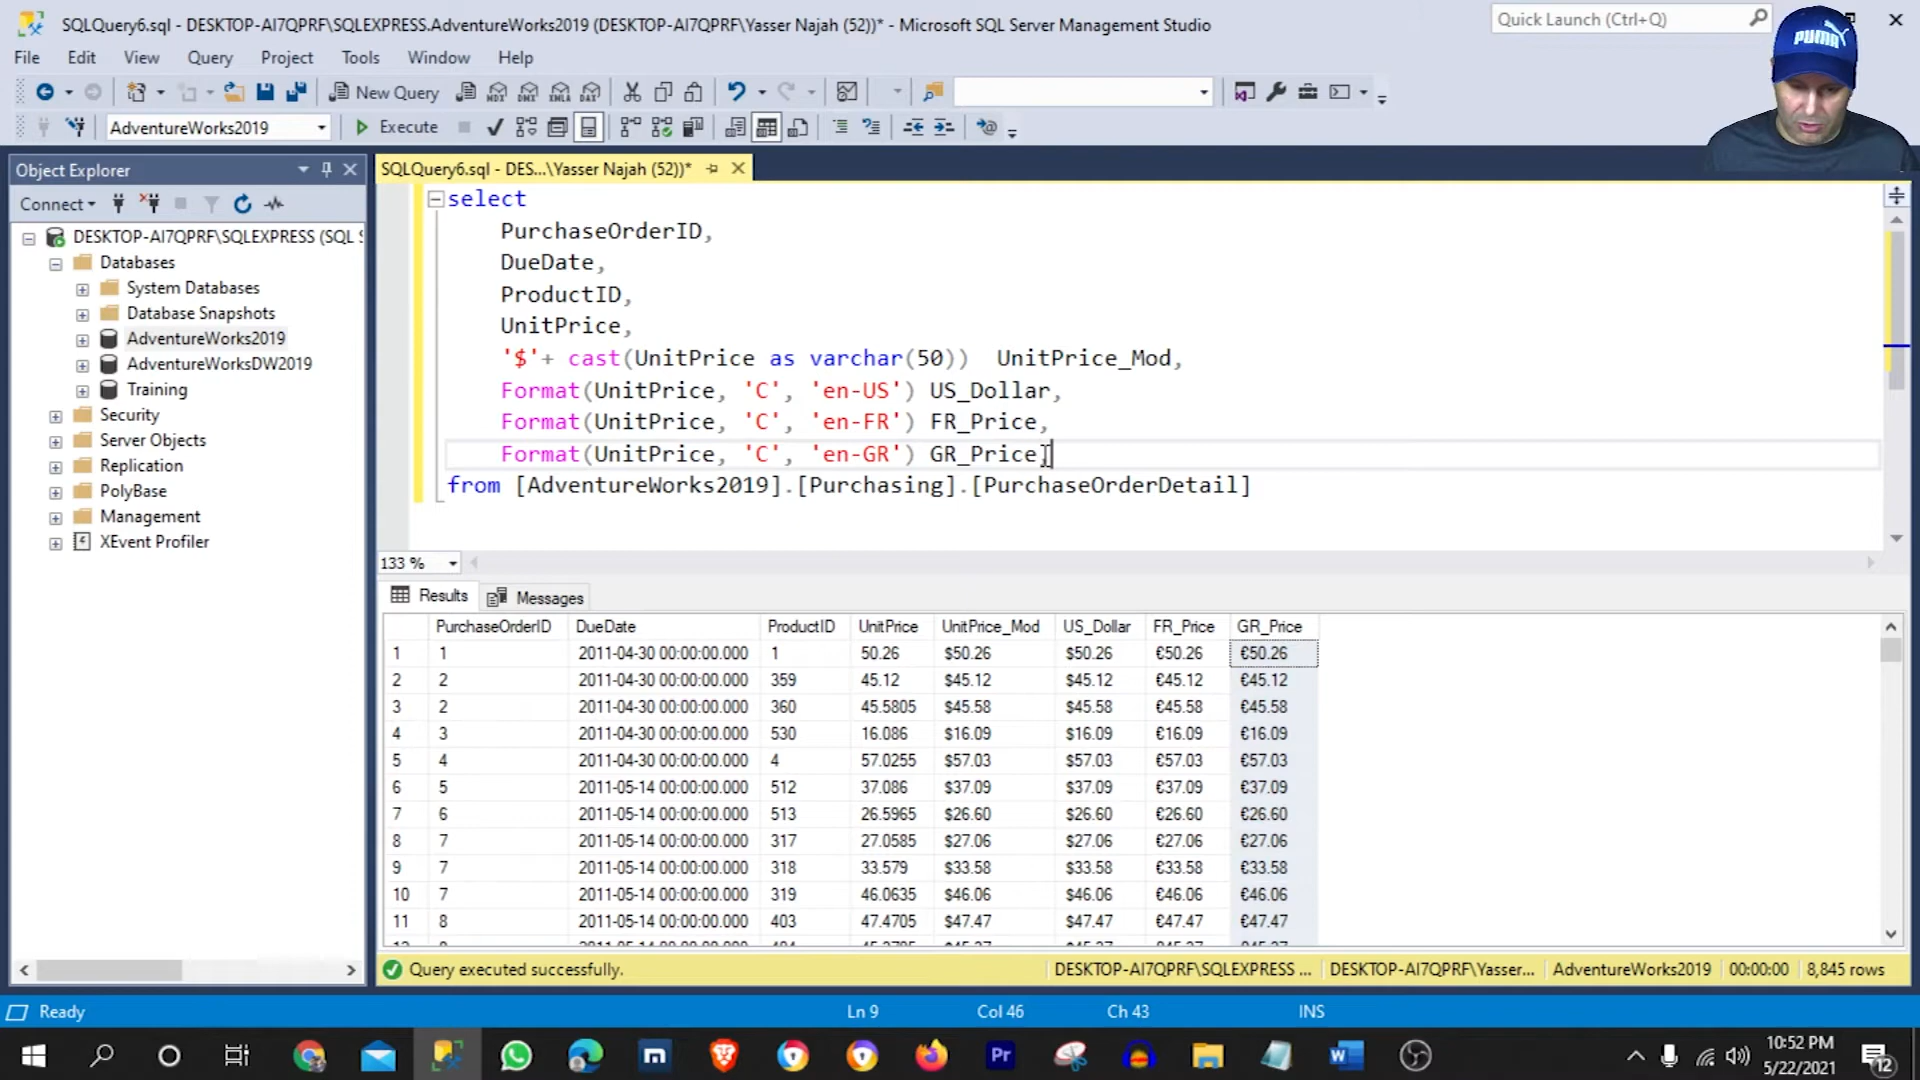 SQLQuery6.sql - DESKTOP-AI7QPRF\SQLEXPRESS.AdventureWorks2019 (DESKTOP-AI7QPRF\Yasser Najah (52))* - Microsoft SQL Server Management Studio
Quick Launch (Ctrl+Q)
PUMA
File Edit View Query Project Tools Window Help
New Query
MDX DMX XMLA DAX
AdventureWorks2019
Execute
Object Explorer
SQLQuery6.sql - DES...\Yasser Najah (52))*
Connect
DESKTOP-AI7QPRF\SQLEXPRESS (SQL S
Databases
System Databases
Database Snapshots
AdventureWorks2019
AdventureWorksDW2019
Training
Security
Server Objects
Replication
PolyBase
Management
XEvent Profiler
select
PurchaseOrderID,
DueDate,
ProductID,
UnitPrice,
'$'+ cast(UnitPrice as varchar(50)) UnitPrice_Mod,
Format(UnitPrice, 'C', 'en-US') US_Dollar,
Format(UnitPrice, 'C', 'en-FR') FR_Price,
Format(UnitPrice, 'C', 'en-GR') GR_Price,
from [AdventureWorks2019].[Purchasing].[PurchaseOrderDetail]
133 %
Results Messages
PurchaseOrderID DueDate ProductID UnitPrice UnitPrice_Mod US_Dollar FR_Price GR_Price
1 1 2011-04-30 00:00:00.000 1 50.26 $50.26 $50.26 €50.26 €50.26
2 2 2011-04-30 00:00:00.000 359 45.12 $45.12 $45.12 €45.12 €45.12
3 2 2011-04-30 00:00:00.000 360 45.5805 $45.58 $45.58 €45.58 €45.58
4 3 2011-04-30 00:00:00.000 530 16.086 $16.09 $16.09 €16.09 €16.09
5 4 2011-04-30 00:00:00.000 4 57.0255 $57.03 $57.03 €57.03 €57.03
6 5 2011-05-14 00:00:00.000 512 37.086 $37.09 $37.09 €37.09 €37.09
7 6 2011-05-14 00:00:00.000 513 26.5965 $26.60 $26.60 €26.60 €26.60
8 7 2011-05-14 00:00:00.000 317 27.0585 $27.06 $27.06 €27.06 €27.06
9 7 2011-05-14 00:00:00.000 318 33.579 $33.58 $33.58 €33.58 €33.58
10 7 2011-05-14 00:00:00.000 319 46.0635 $46.06 $46.06 €46.06 €46.06
11 8 2011-05-14 00:00:00.000 403 47.4705 $47.47 $47.47 €47.47 €47.47
Query executed successfully.
DESKTOP-AI7QPRF\SQLEXPRESS ... DESKTOP-AI7QPRF\Yasser... AdventureWorks2019 00:00:00 8,845 rows
Ready Ln 9 Col 46 Ch 43 INS
m Pr W
10:52 PM
5/22/2021
12